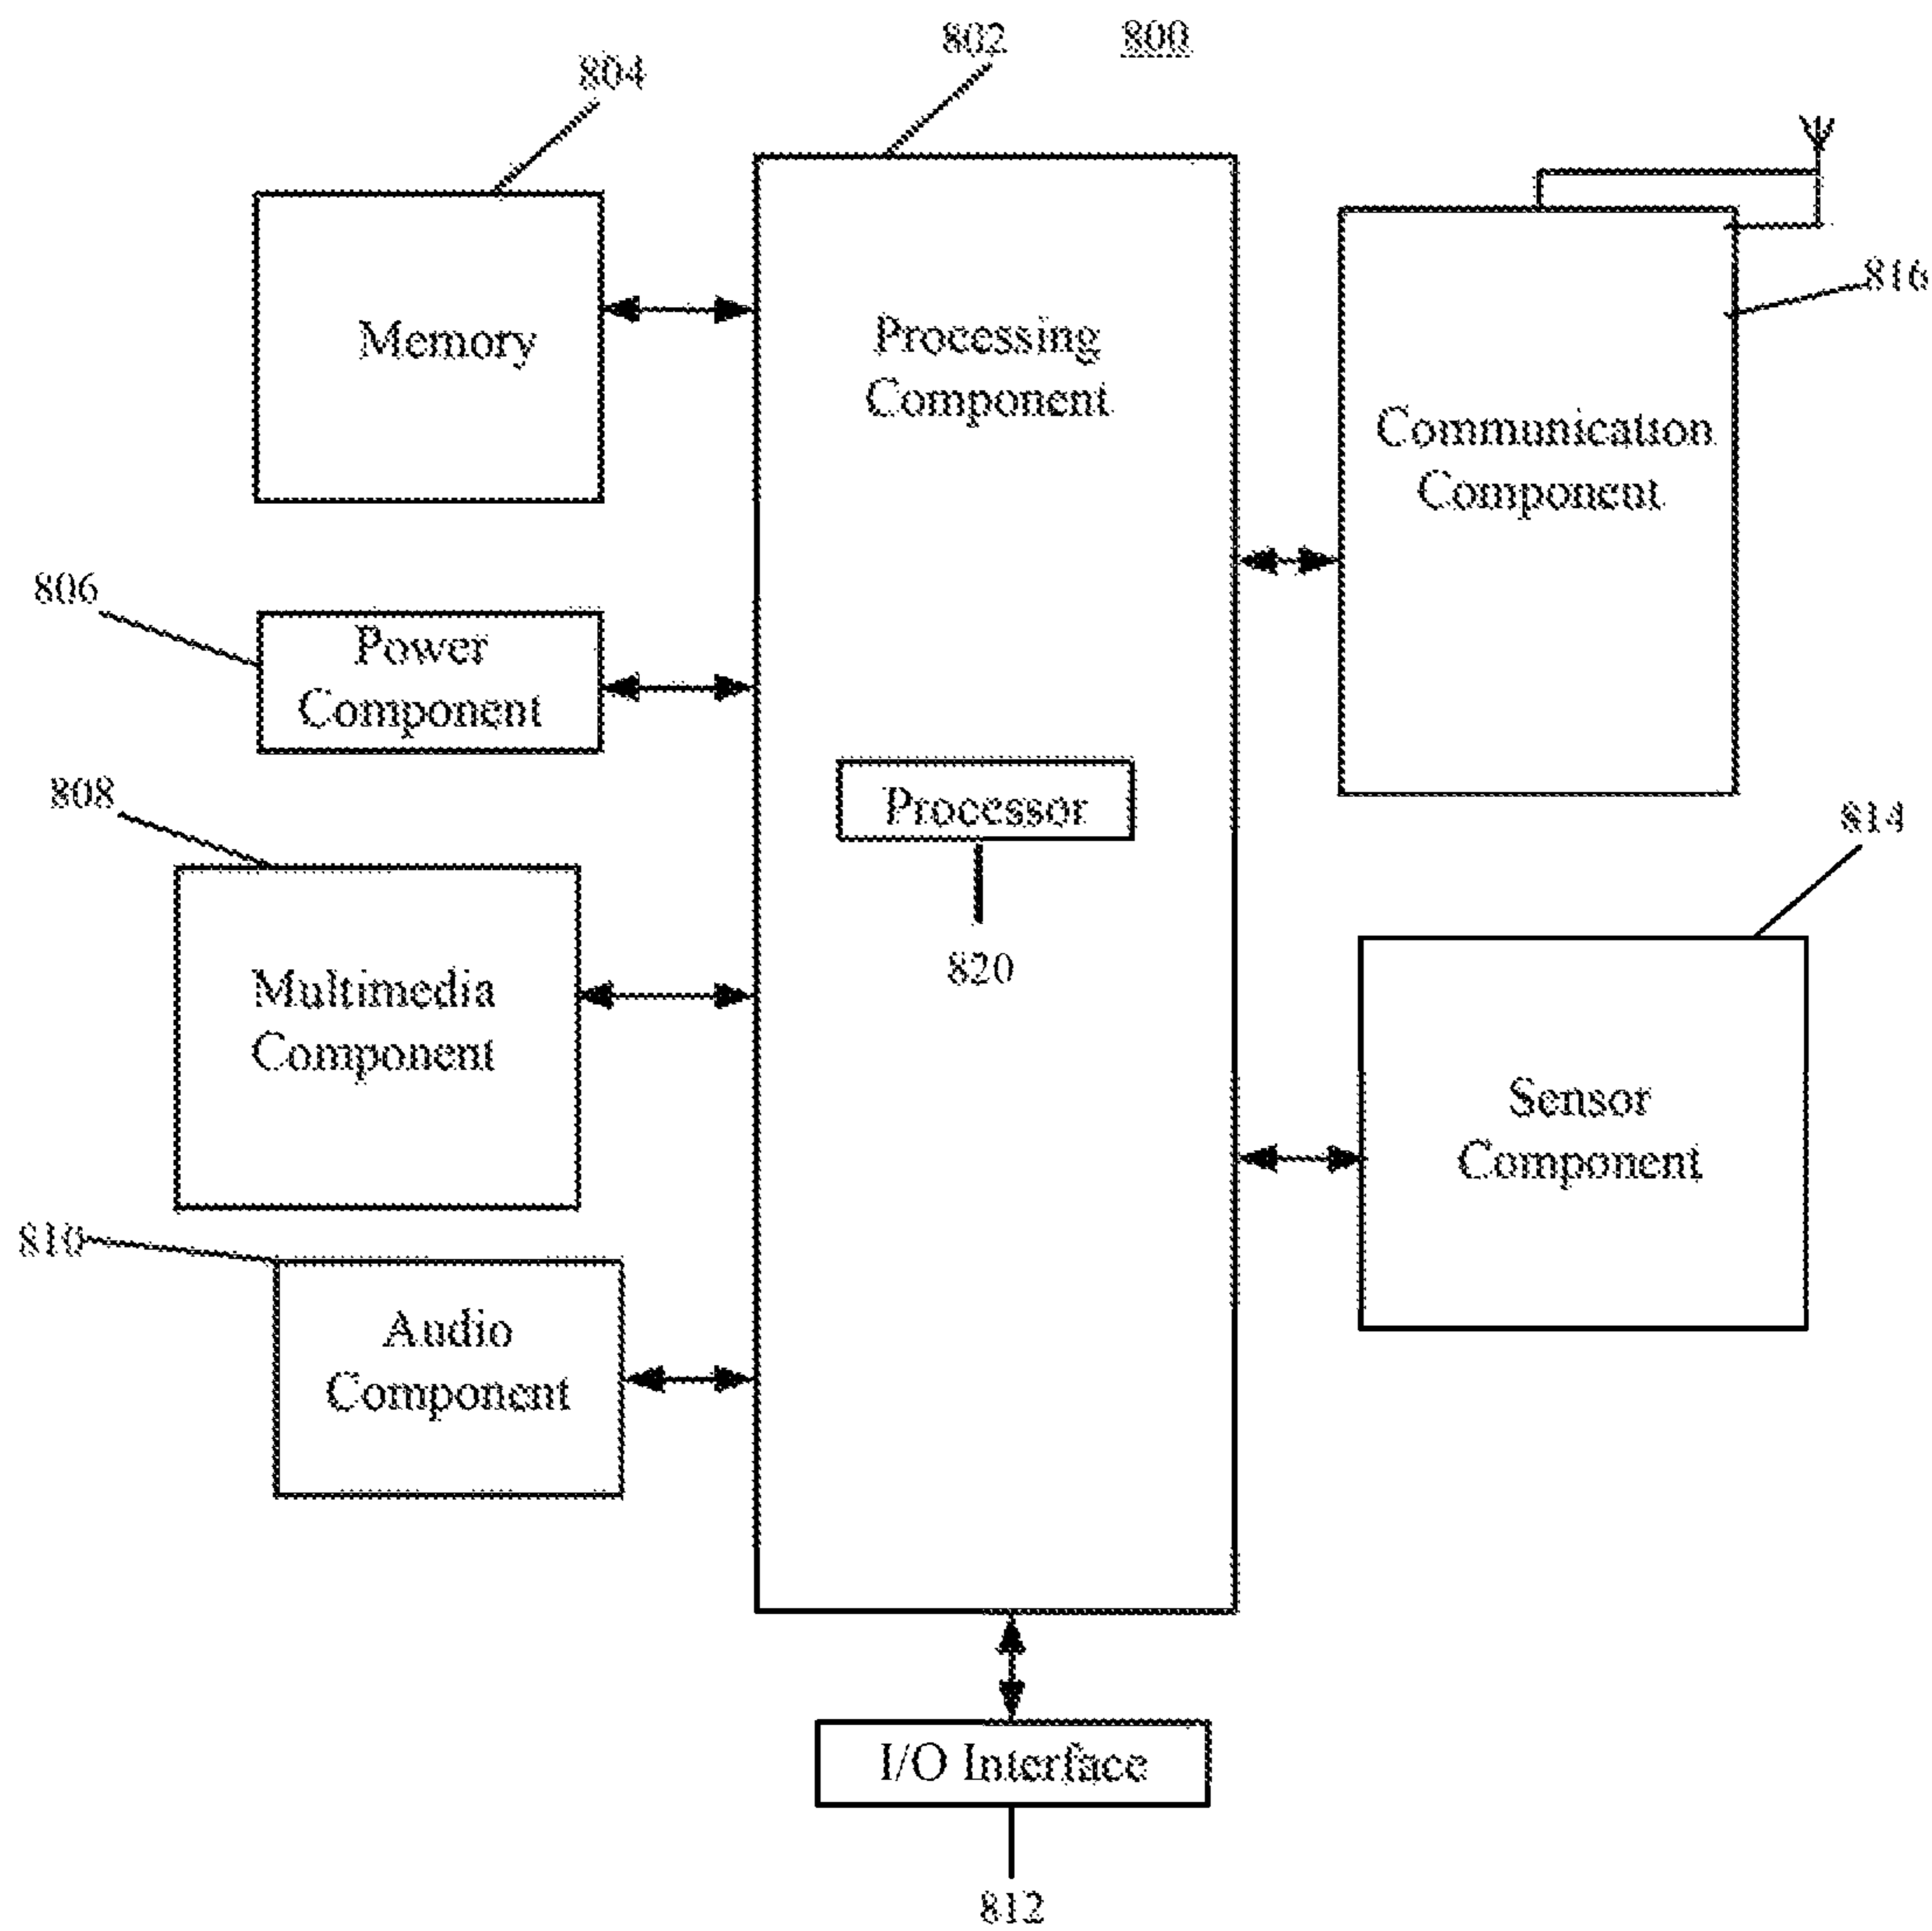 802
800
804
Memory
Processing
Component
816
Communication
Component
806
Power
Component
808
Processor
814
820
Multimedia
Component
Sensor
Component
810
Audio
Component
I/O Interface
812